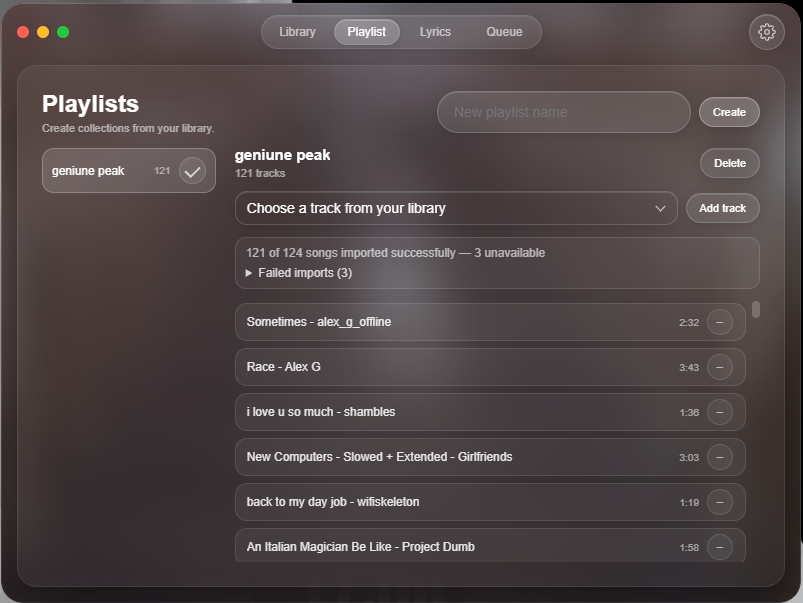 Library
Playlist
Lyrics
Queue
Playlists
Create collections from your library.
New playlist name
Create
geniune peak
121
geniune peak
121 tracks
Delete
Choose a track from your library
Add track
121 of 124 songs imported successfully — 3 unavailable
Failed imports (3)
Sometimes - alex_g_offline
2:32
Race - Alex G
3:43
i love u so much - shambles
1:36
New Computers - Slowed + Extended - Girlfriends
3:03
back to my day job - wifiskeleton
1:19
An Italian Magician Be Like - Project Dumb
1:58